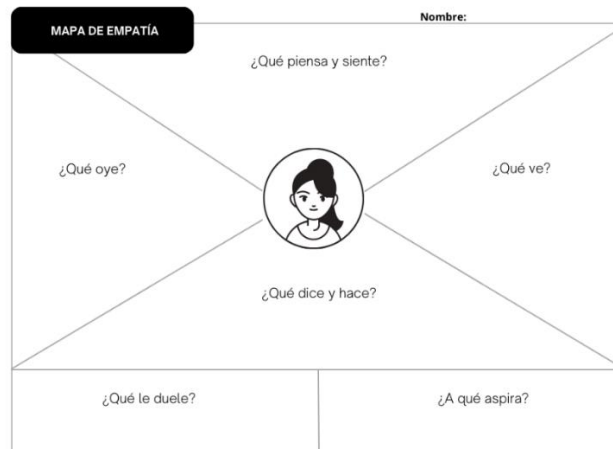 MAPA DE EMPATÍA
Nombre:
¿Qué piensa y siente?
¿Qué oye?
¿Qué ve?
¿Qué dice y hace?
¿Qué le duele?
¿A qué aspira?